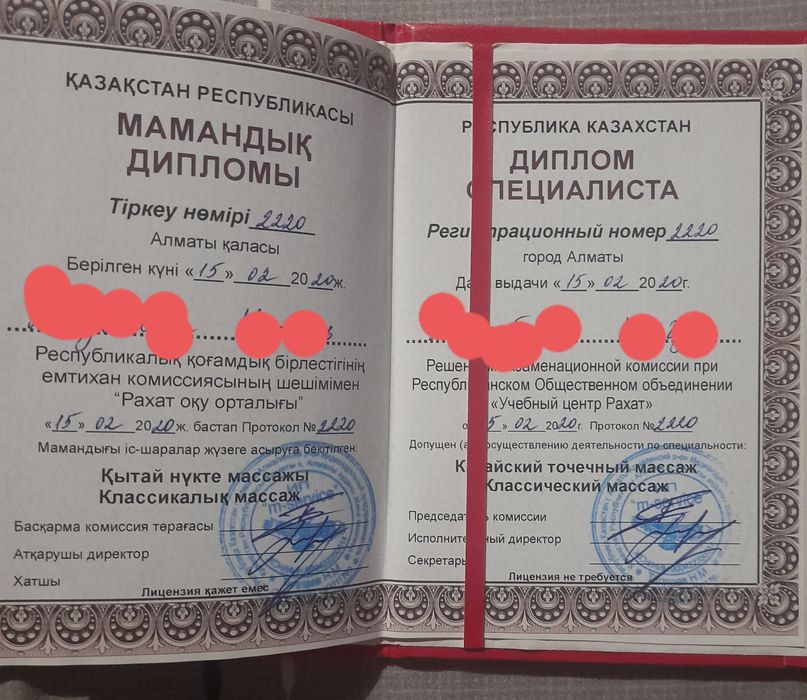 ҚАЗАҚСТАН РЕСПУБЛИКАСЫ
МАМАНДЫҚ
ДИПЛОМЫ
Тіркеу нөмірі 2220
Алматы қаласы
Берілген күні «15» 02 2020ж.
Республикалық қоғамдық бірлестігінің
емтихан комиссиясының шешімімен
“Рахат оқу орталығы”
«15» 02 2020ж. бастап Протокол №2220
Мамандығы іс-шаралар жүзеге асыруға бекітілген:
Қытай нүкте массажы
Классикалық массаж
Басқарма комиссия төрағасы
Атқарушы директор
Хатшы
Лицензия қажет емес
ИП
"m-service"
РЕСПУБЛИКА КАЗАХСТАН
ДИПЛОМ
СПЕЦИАЛИСТА
Регистрационный номер 2220
город Алматы
Дата выдачи «15» 02 2020г.
экзаменационной комиссии при
Общественном объединении
«Учебный центр Рахат»
15» 02 2020г. Протокол №2220
Допущен осуществлению деятельности по специальности:
Китайский точечный массаж
Классический массаж
Председатель комиссии
Исполнительный директор
Секретарь
Лицензия не требуется
ИП
"m-service"